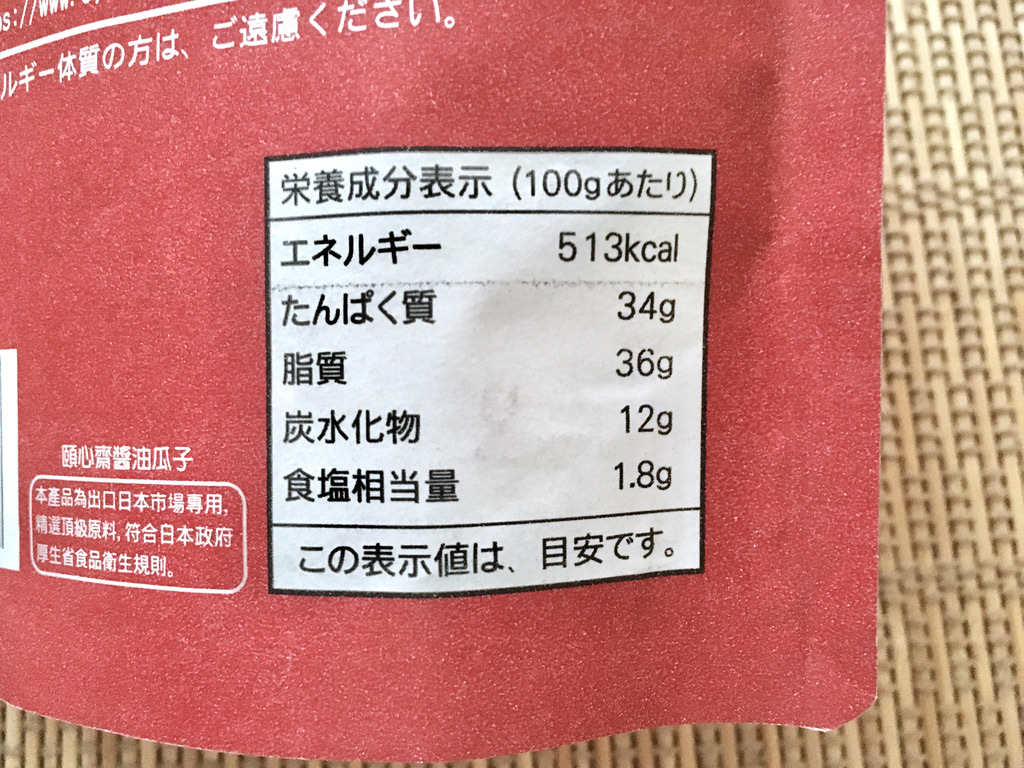 ルギー体質の方は、ご遠慮ください。
栄養成分表示 (100gあたり)
エネルギー 513kcal
たんぱく質 34g
脂質 36g
炭水化物 12g
食塩相当量 1.8g
この表示値は、目安です。
頤心齋醬油瓜子
本產品為出口日本市場專用,
精選頂級原料,符合日本政府
厚生省食品衛生規則。